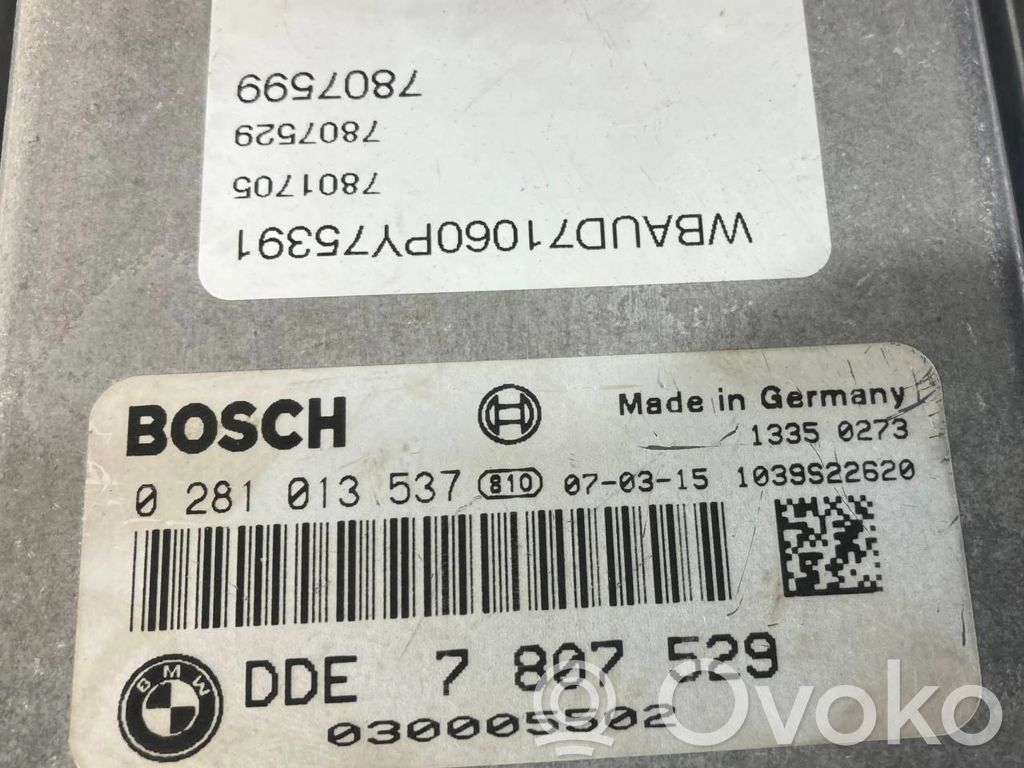 7807599
7807529
7801705
WBAUD71060PY75391
BOSCH
Made in Germany
1335 0273
0 281 013 537 810 07-03-15 1039S22620
BMW
DDE 7 807 529
030005502
Ovoko